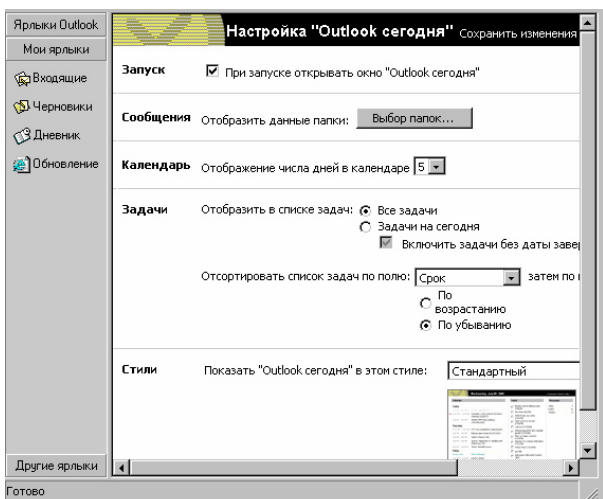 Ярлыки Outlook
Мои ярлыки
Входящие
Черновики
Дневник
Обновление
Другие ярлыки
Настройка "Outlook сегодня" Сохранить изменения
Запуск
При запуске открывать окно "Outlook сегодня"
Сообщения Отобразить данные папки: Выбор папок...
Календарь Отображение числа дней в календаре 5
Задачи Отобразить в списке задач: Все задачи
Задачи на сегодня
Включить задачи без даты завер
Отсортировать список задач по полю: Срок затем по
По
возрастанию
По убыванию
Стили Показать "Outlook сегодня" в этом стиле: Стандартный
Готово